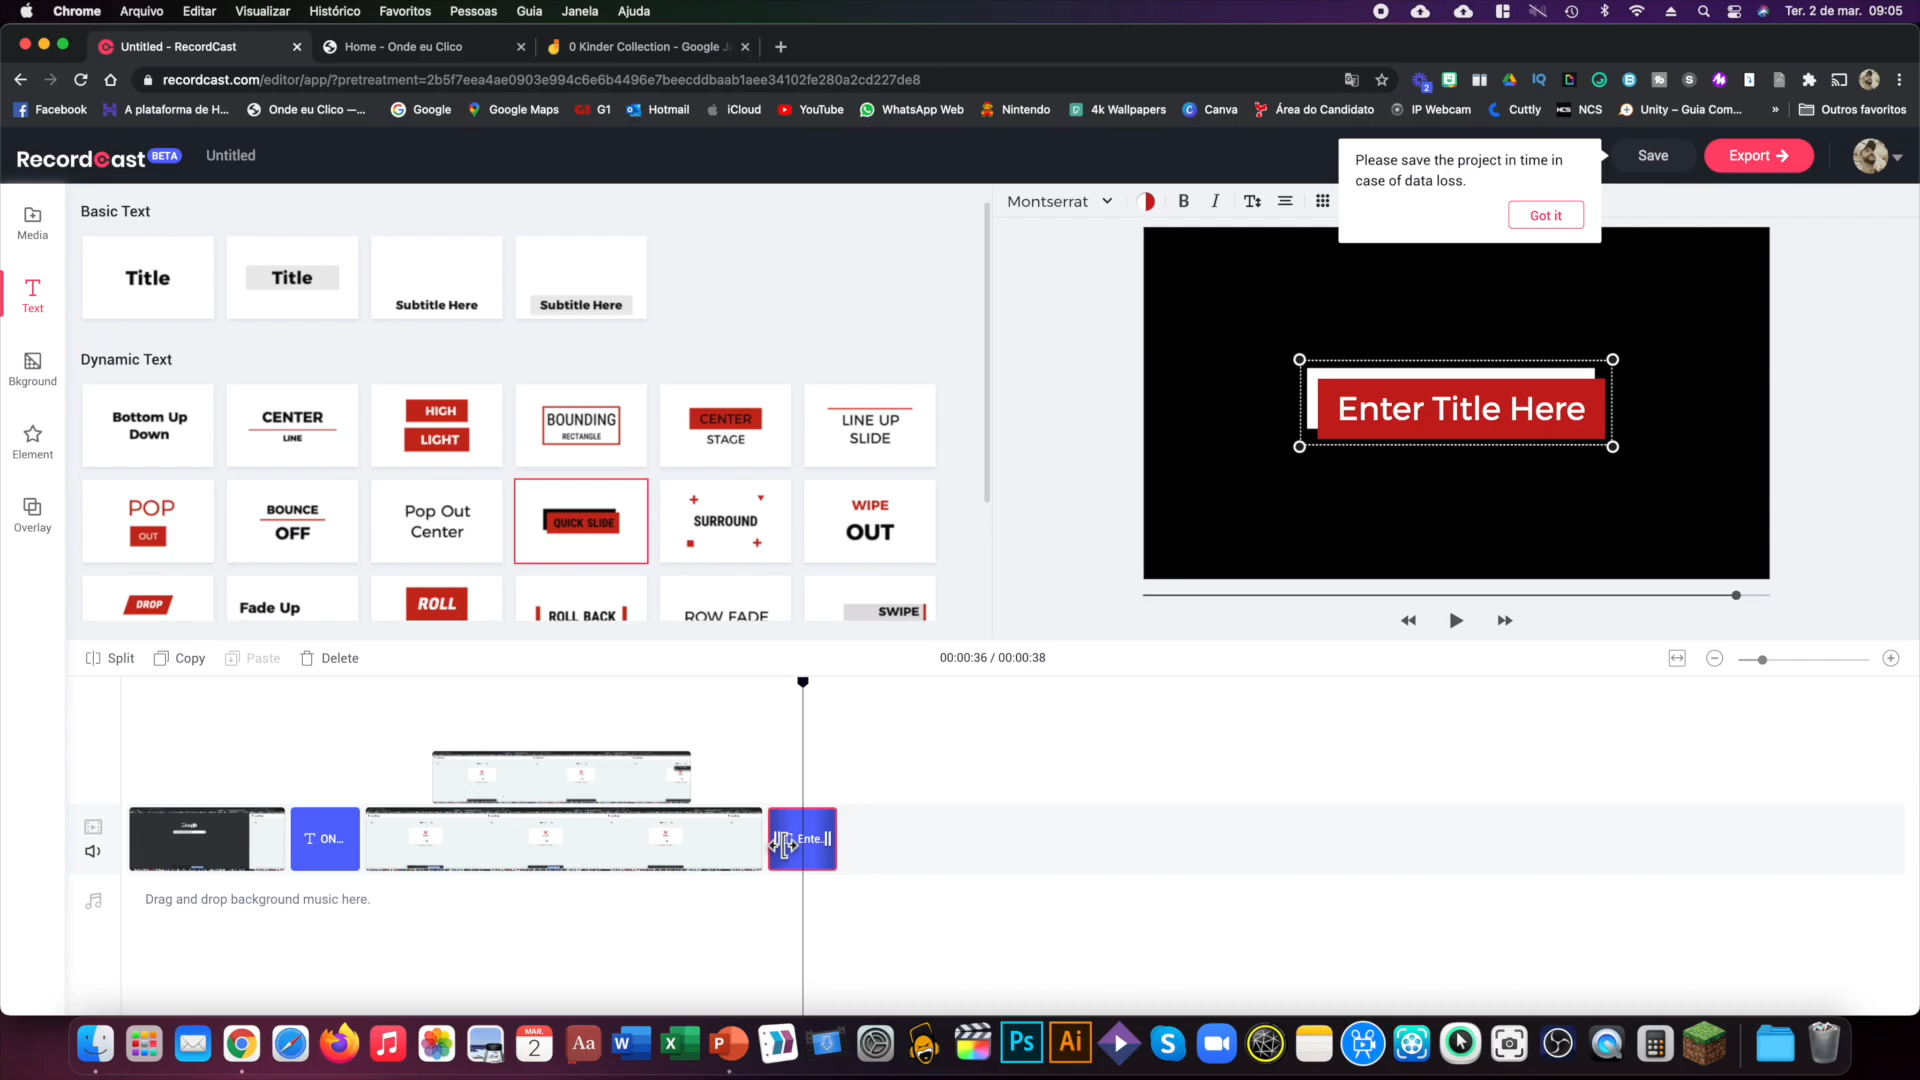 Chrome Arquivo Editar Visualizar Histórico Favoritos Pessoas Guia Janela Ajuda
Ter. 2 de mar. 09:05
Untitled - RecordCast
Home - Onde eu Clico
0 Kinder Collection - Google
recordcast.com/editor/app/?pretreatment=2b5f7eea4ae0903e994c6e6b4496e7beecddbaab1aee34102fe280a2cd227de8
Facebook A plataforma de H... Onde eu Clico —... Google Google Maps G1 Hotmail iCloud YouTube WhatsApp Web Nintendo 4k Wallpapers Canva Área do Candidato IP Webcam Cuttly NCS Unity – Guia Com... » Outros favoritos
RecordCast BETA
Untitled
Please save the project in time in
case of data loss.
Got it
Save
Export
Media
Text
Bkground
Element
Overlay
Basic Text
Title
Title
Subtitle Here
Subtitle Here
Dynamic Text
Bottom Up
Down
CENTER
LINE
HIGH
LIGHT
BOUNDING
RECTANGLE
CENTER
STAGE
LINE UP
SLIDE
POP
OUT
BOUNCE
OFF
Pop Out
Center
QUICK SLIDE
SURROUND
WIPE
OUT
DROP
Fade Up
ROLL
ROLL BACK
ROW FADE
SWIPE
Montserrat
B I
Enter Title Here
Split Copy Paste Delete
00:00:36 / 00:00:38
T ON...
Ente..
Drag and drop background music here.
MAR.
2
Aa
W
X
P
Ps
Ai
S